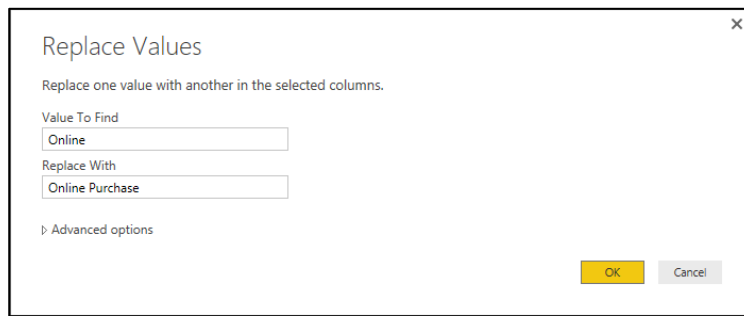 Replace Values
Replace one value with another in the selected columns.
Value To Find
Online
Replace With
Online Purchase
Advanced options
OK Cancel